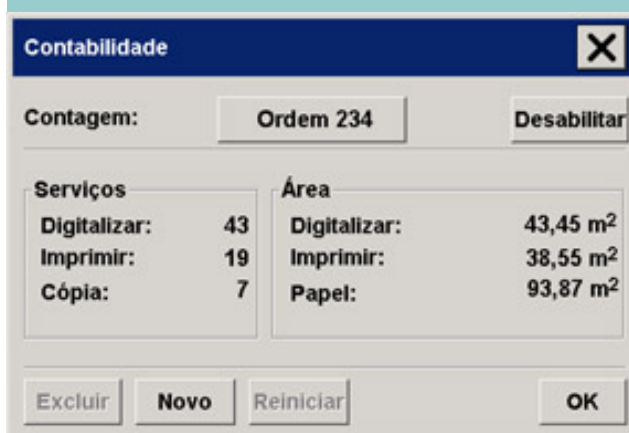 Contabilidade
Contagem: Ordem 234 Desabilitar
Serviços
Digitalizar: 43
Imprimir: 19
Cópia: 7
Área
Digitalizar: 43,45 m²
Imprimir: 38,55 m²
Papel: 93,87 m²
Excluir Novo Reiniciar OK